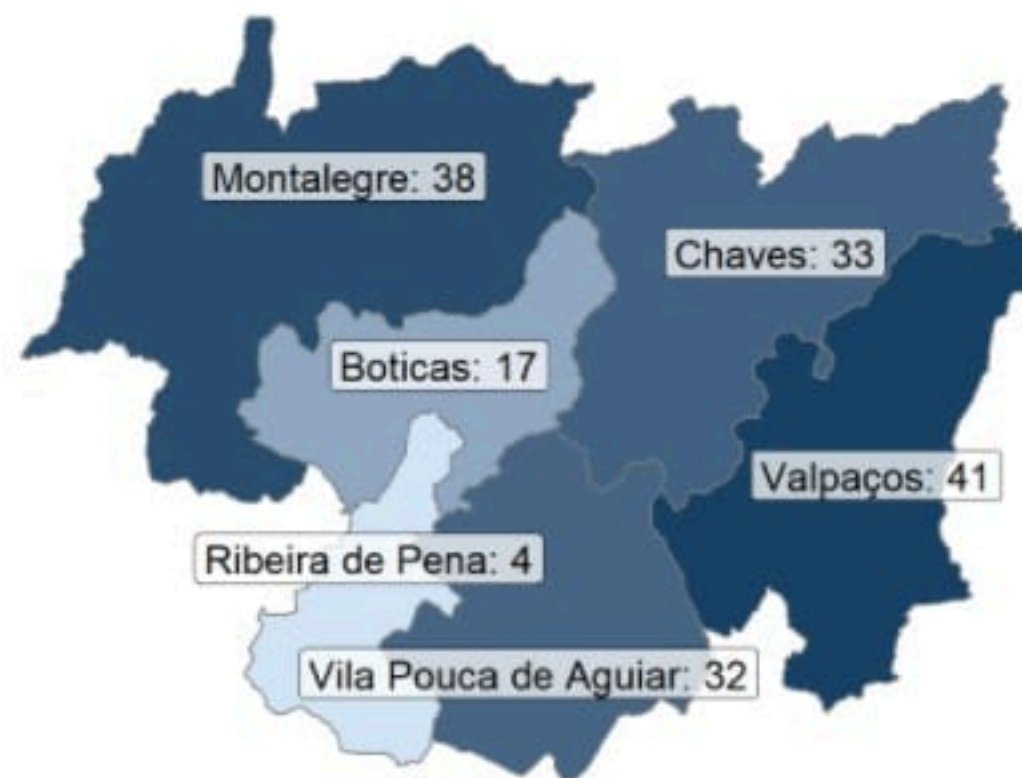 Montalegre: 38
Chaves: 33
Boticas: 17
Valpaços: 41
Ribeira de Pena: 4
Vila Pouca de Aguiar: 32